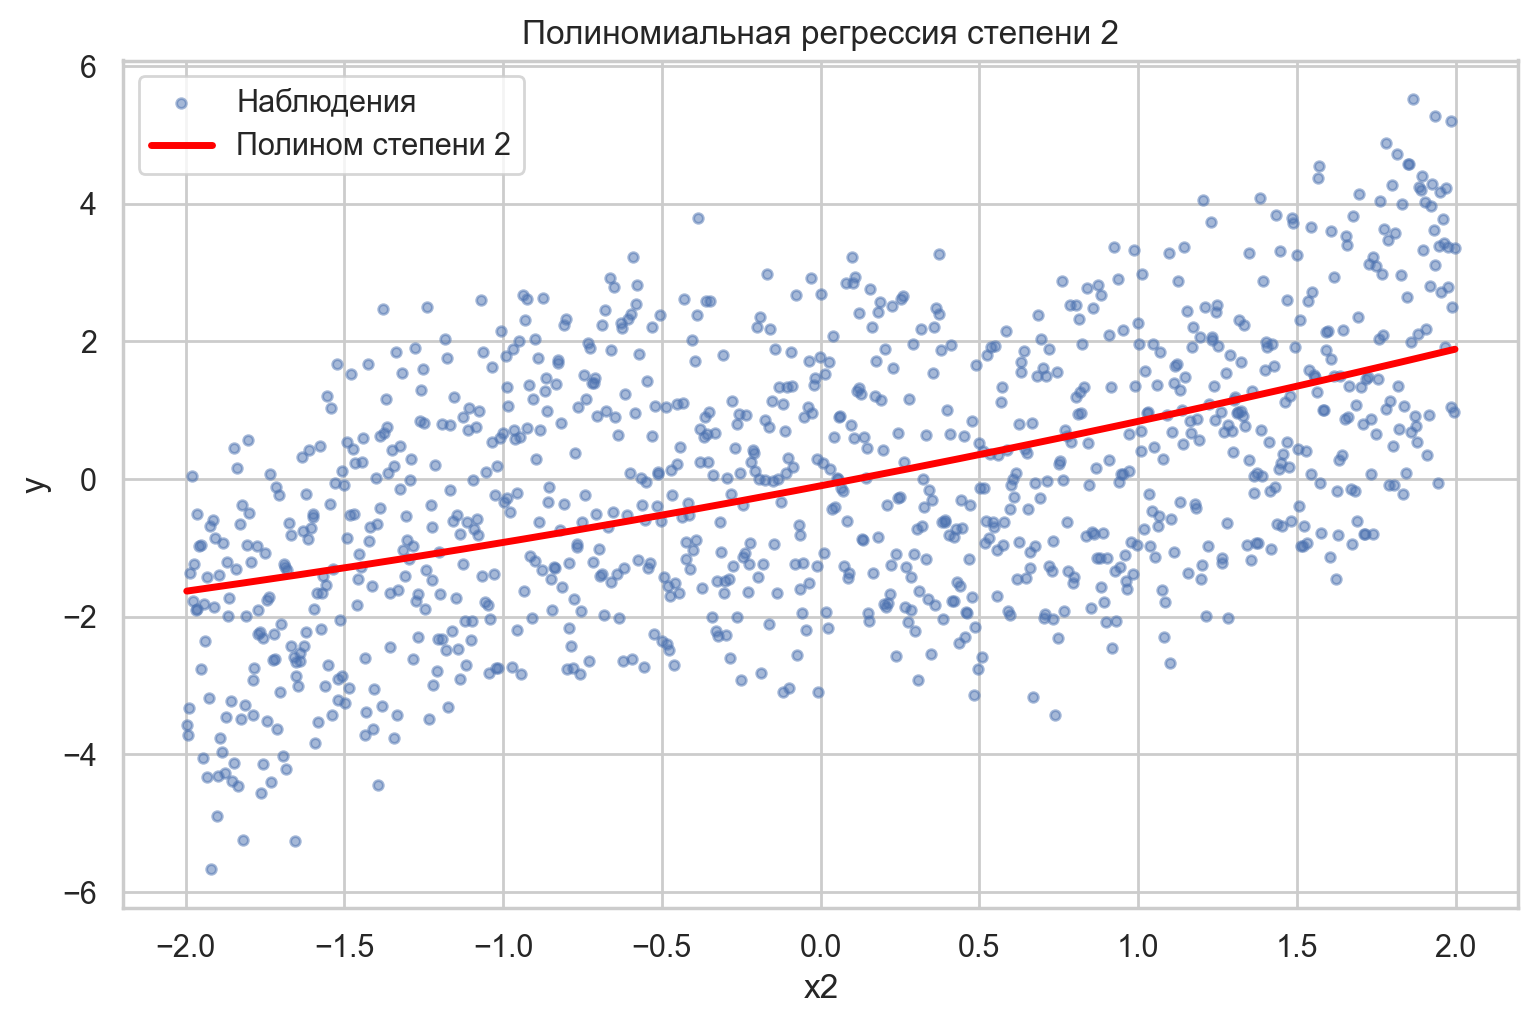 Полиномиальная регрессия степени 2
Наблюдения
Полином степени 2
6
4
2
0
−2
−4
−6
y
−2.0 −1.5 −1.0 −0.5 0.0 0.5 1.0 1.5 2.0
x2